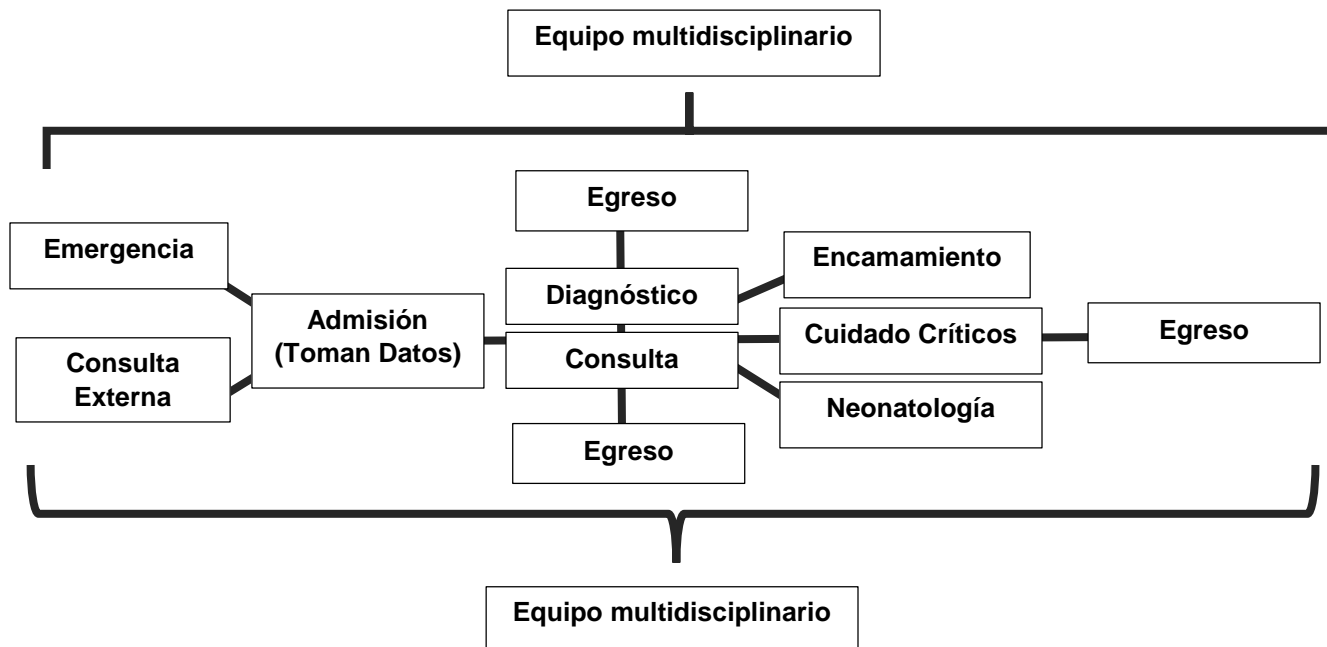 Equipo multidisciplinario
Egreso
Emergencia
Encamamiento
Diagnóstico
Admisión
(Toman Datos)
Cuidado Críticos
Egreso
Consulta
Consulta
Externa
Neonatología
Egreso
Equipo multidisciplinario